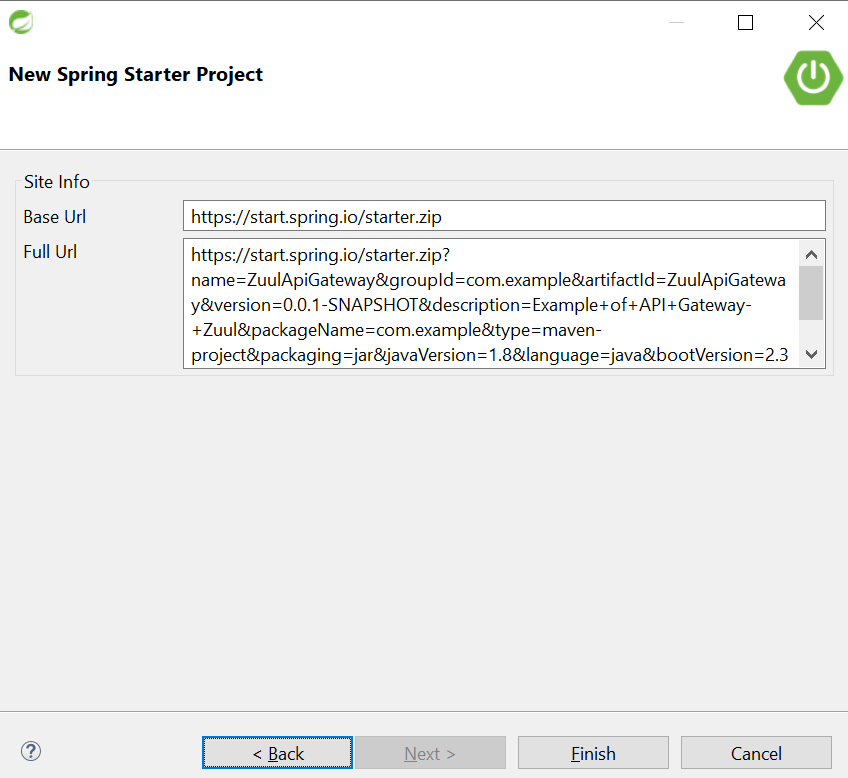 New Spring Starter Project
Site Info
Base Url
https://start.spring.io/starter.zip
Full Url
https://start.spring.io/starter.zip?
name=ZuulApiGateway&groupId=com.example&artifactId=ZuulApiGatewa
y&version=0.0.1-SNAPSHOT&description=Example+of+API+Gateway-
+Zuul&packageName=com.example&type=maven-
project&packaging=jar&javaVersion=1.8&language=java&bootVersion=2.3
?
< Back
Next >
Finish
Cancel